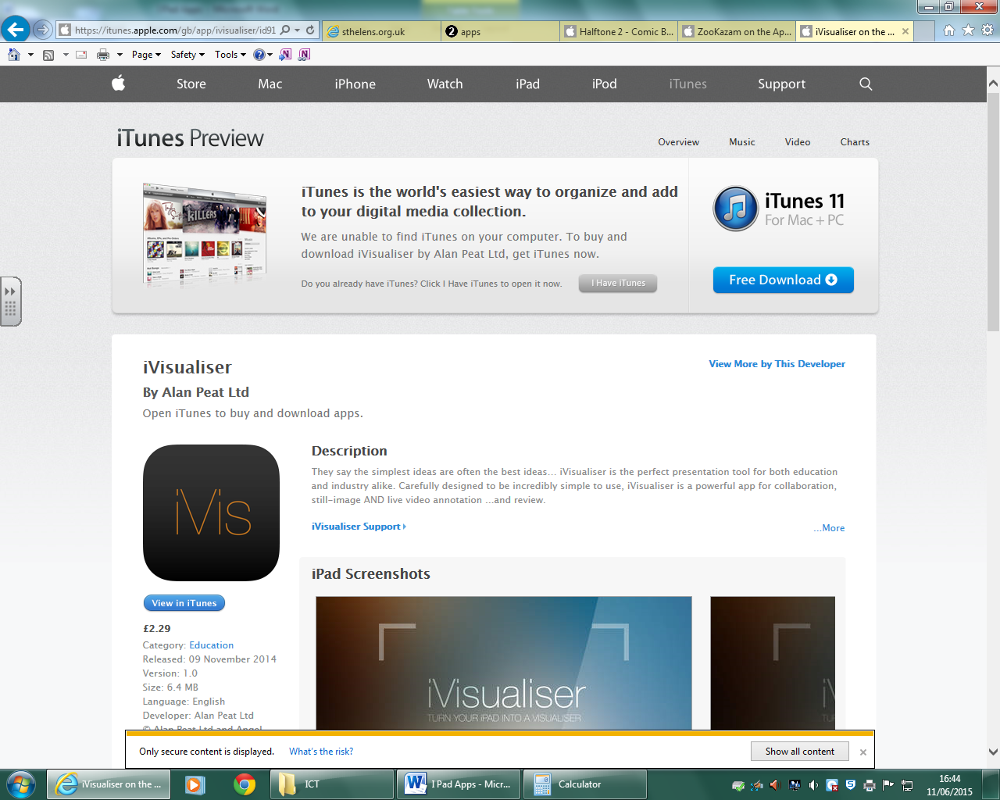 https://itunes.apple.com/gb/app/ivisualiser/id91
sthelens.org.uk
apps
Halftone 2 - Comic B...
ZooKazam on the Ap...
iVisualiser on the ...
Page
Safety
Tools
Store
Mac
iPhone
Watch
iPad
iPod
iTunes
Support
iTunes Preview
Overview
Music
Video
Charts
iTunes is the world's easiest way to organize and add
to your digital media collection.
We are unable to find iTunes on your computer. To buy and
download iVisualiser by Alan Peat Ltd, get iTunes now.
Do you already have iTunes? Click I Have iTunes to open it now.
I Have iTunes
iTunes 11
For Mac + PC
Free Download
iVisualiser
View More by This Developer
By Alan Peat Ltd
Open iTunes to buy and download apps.
iVis
Description
They say the simplest ideas are often the best ideas... iVisualiser is the perfect presentation tool for both education
and industry alike. Carefully designed to be incredibly simple to use, iVisualiser is a powerful app for collaboration,
still-image AND live video annotation ...and review.
iVisualiser Support
...More
View in iTunes
£2.29
Category: Education
Released: 09 November 2014
Version: 1.0
Size: 6.4 MB
Language: English
Developer: Alan Peat Ltd
© Alan Peat Ltd and Angel
iPad Screenshots
iVisualiser
TURN YOUR IPAD INTO A VISUALISER
Only secure content is displayed.
What's the risk?
Show all content
iVisualiser on the ...
ICT
I Pad Apps - Micr...
Calculator
16:44
11/06/2015